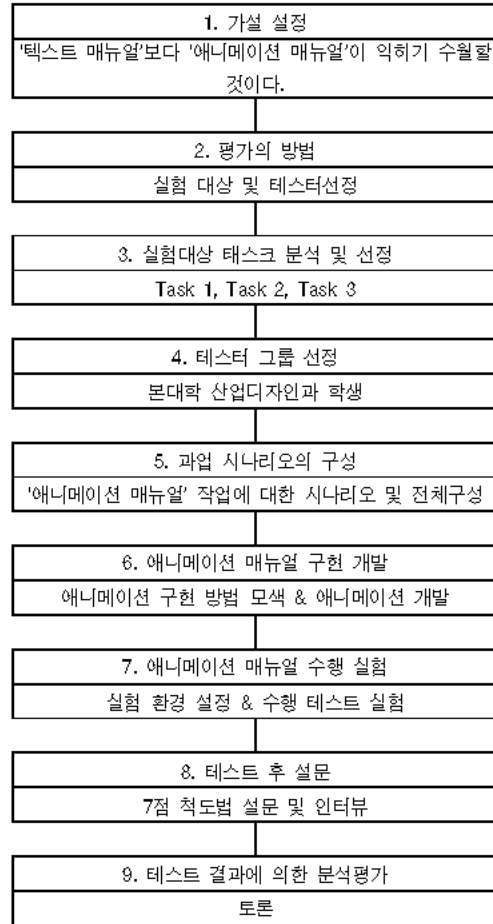 1. 가설 설정
'텍스트 매뉴얼'보다 '애니메이션 매뉴얼'이 익히기 수월할
것이다.
2. 평가의 방법
실험 대상 및 테스터선정
3. 실험대상 태스크 분석 및 선정
Task 1, Task 2, Task 3
4. 테스터 그룹 선정
본대학 산업디자인과 학생
5. 과업 시나리오의 구성
'애니메이션 매뉴얼' 작업에 대한 시나리오 및 전체구성
6. 애니메이션 매뉴얼 구현 개발
애니메이션 구현 방법 모색 & 애니메이션 개발
7. 애니메이션 매뉴얼 수행 실험
실험 환경 설정 & 수행 테스트 실험
8. 테스트 후 설문
7점 척도법 설문 및 인터뷰
9. 테스트 결과에 의한 분석평가
토론